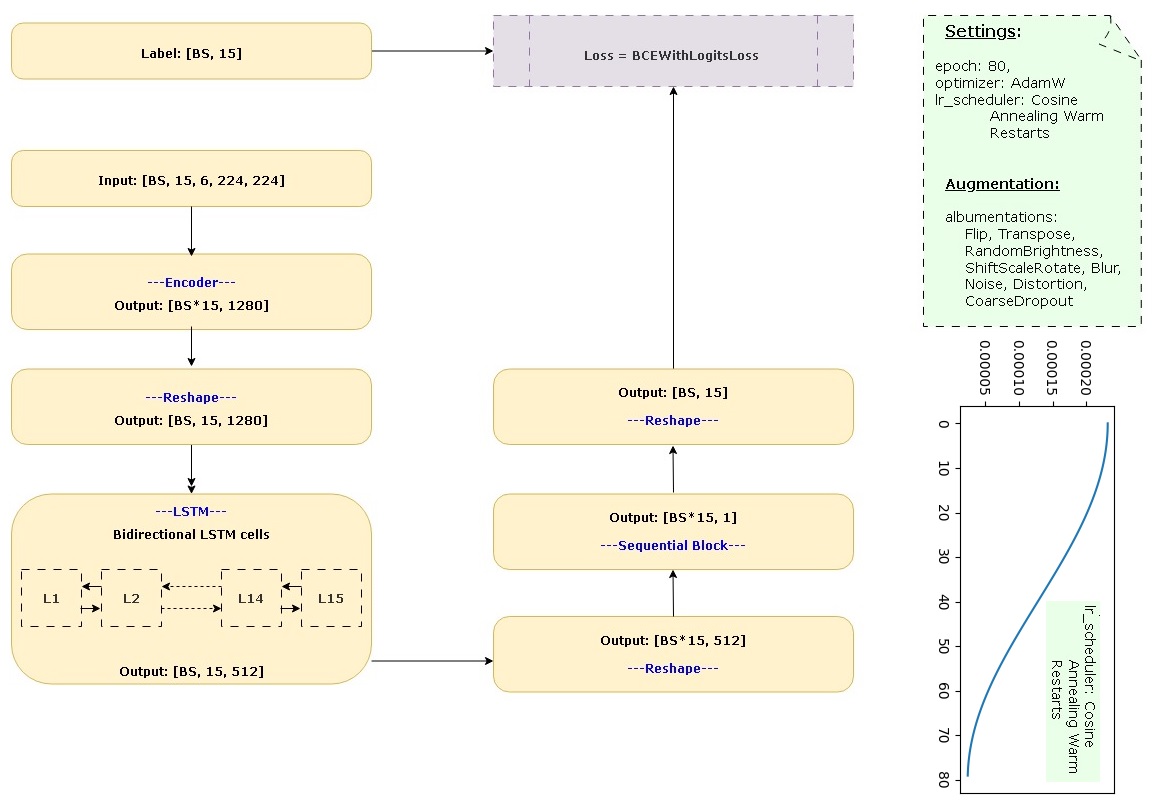 Label: [BS, 15]
Loss = BCEWithLogitsLoss
Input: [BS, 15, 6, 224, 224]
---Encoder---
Output: [BS*15, 1280]
---Reshape---
Output: [BS, 15, 1280]
---LSTM---
Bidirectional LSTM cells
L1
L2
L14
L15
Output: [BS, 15, 512]
Output: [BS, 15]
---Reshape---
Output: [BS*15, 1]
---Sequential Block---
Output: [BS*15, 512]
---Reshape---
Settings:
epoch: 80,
optimizer: AdamW
lr_scheduler: Cosine
Annealing Warm
Restarts
Augmentation:
albumentations:
Flip, Transpose,
RandomBrightness,
ShiftScaleRotate, Blur,
Noise, Distortion,
CoarseDropout
0.00005
0.00010
0.00015
0.00020
0
10
20
30
40
50
60
70
80
lr_scheduler: Cosine
Annealing Warm
Restarts